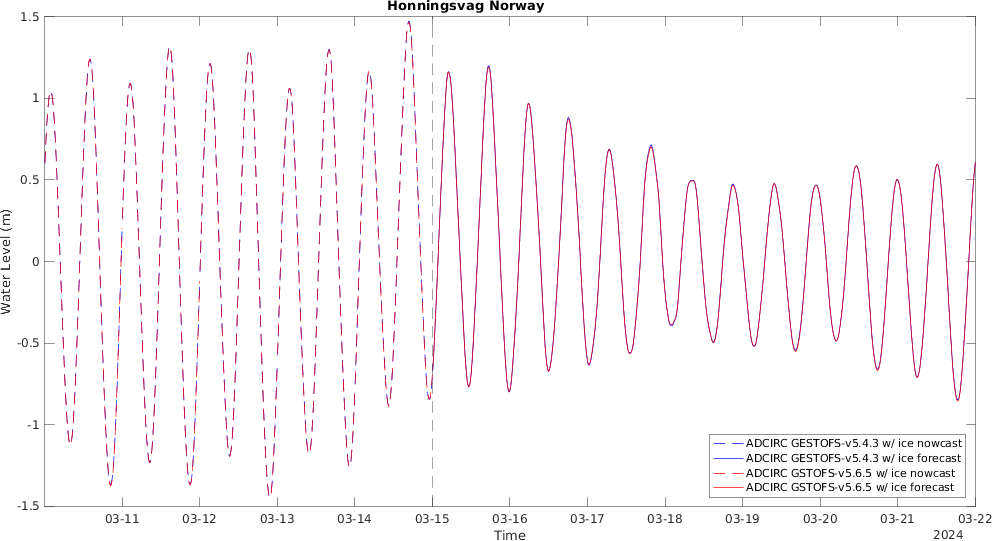 Honningsvag Norway
1.5
1
0.5
0
-0.5
-1
-1.5
Water Level (m)
ADCIRC GESTOFS-v5.4.3 w/ ice nowcast
ADCIRC GESTOFS-v5.4.3 w/ ice forecast
ADCIRC GSTOFS-v5.6.5 w/ ice nowcast
ADCIRC GSTOFS-v5.6.5 w/ ice forecast
03-11 03-12 03-13 03-14 03-15 03-16 03-17 03-18 03-19 03-20 03-21 03-22
Time
2024